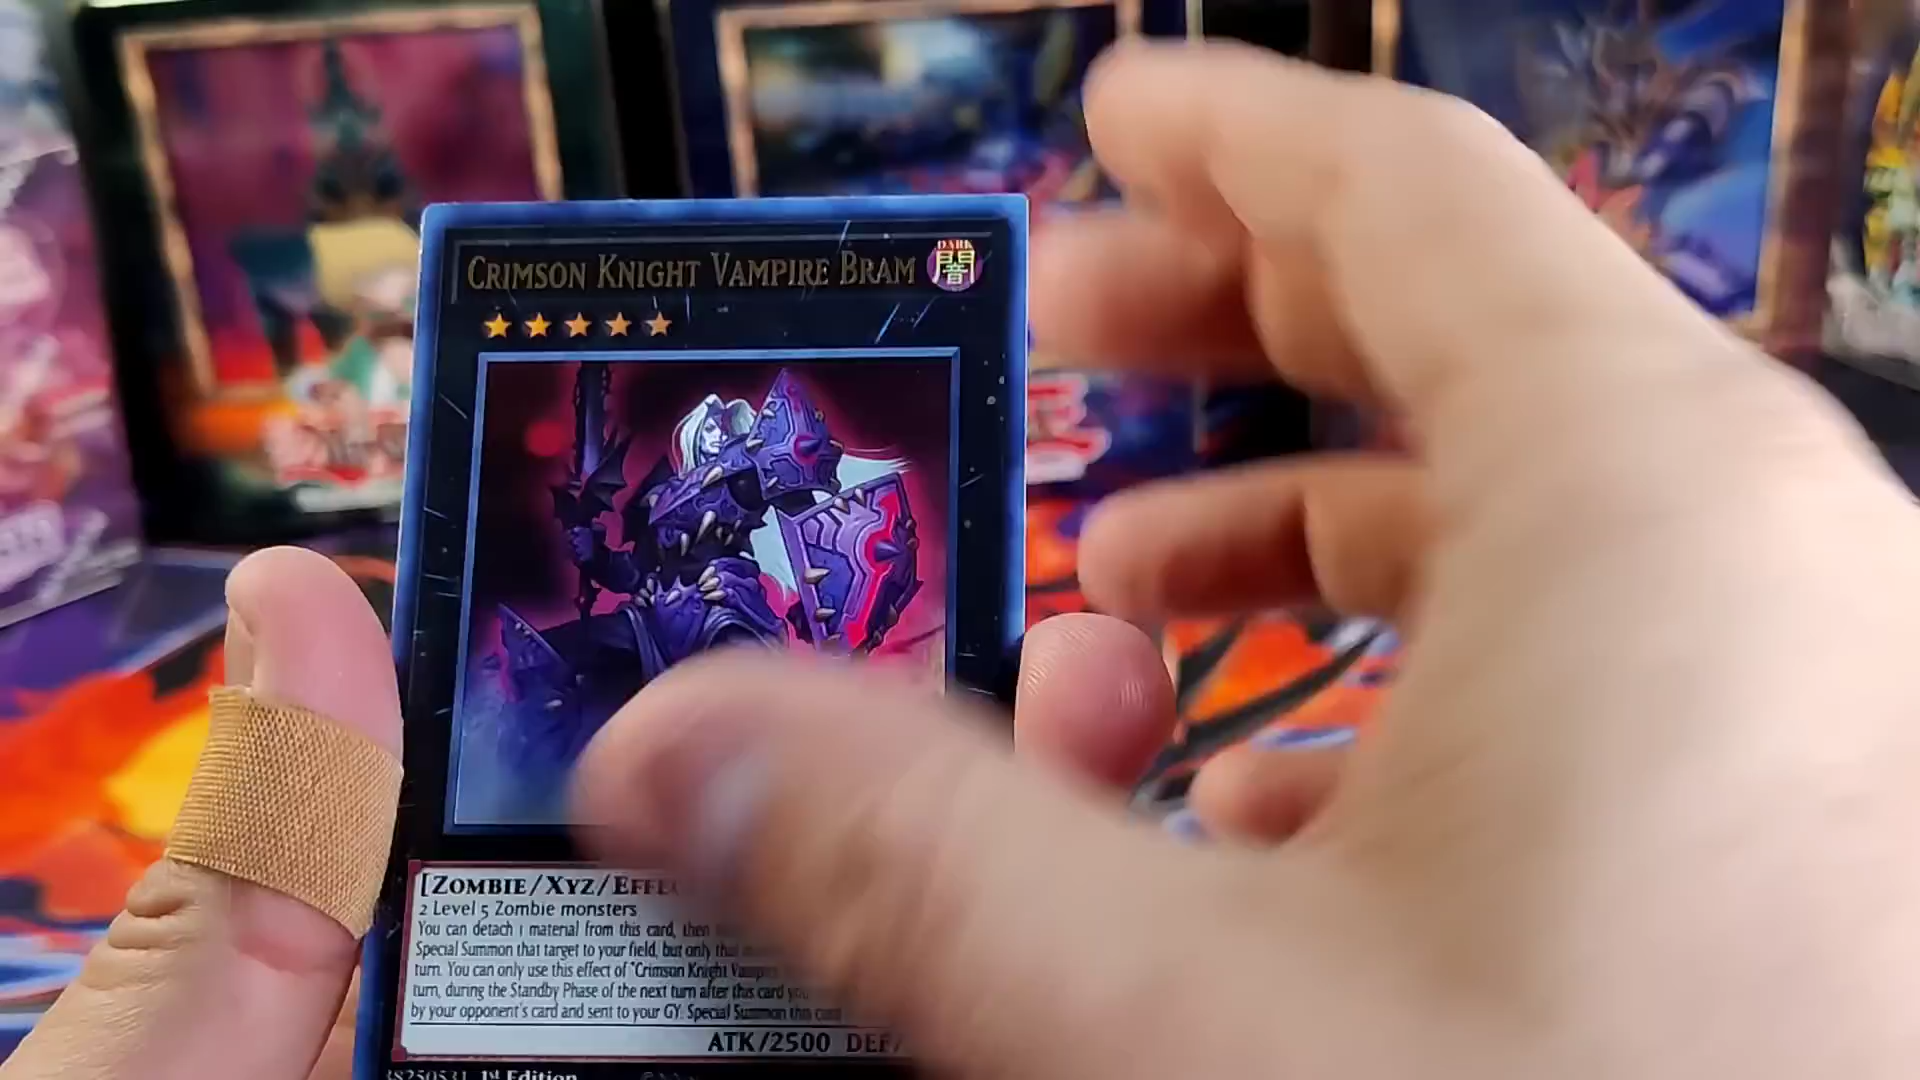 CRIMSON KNIGHT VAMPIRE BRAM
DARK
闇
[ZOMBIE/XYZ/EFFEC
2 Level 5 Zombie monsters
You can detach 1 material from this card, then
Special Summon that target to your field, but only that
turn. You can only use this effect of "Crimson Knight Vampire
turn, during the Standby Phase of the next turn after this card you
by your opponent's card and sent to your GY: Special Summon this card
ATK/2500 DEF/
38250531 1st Edition